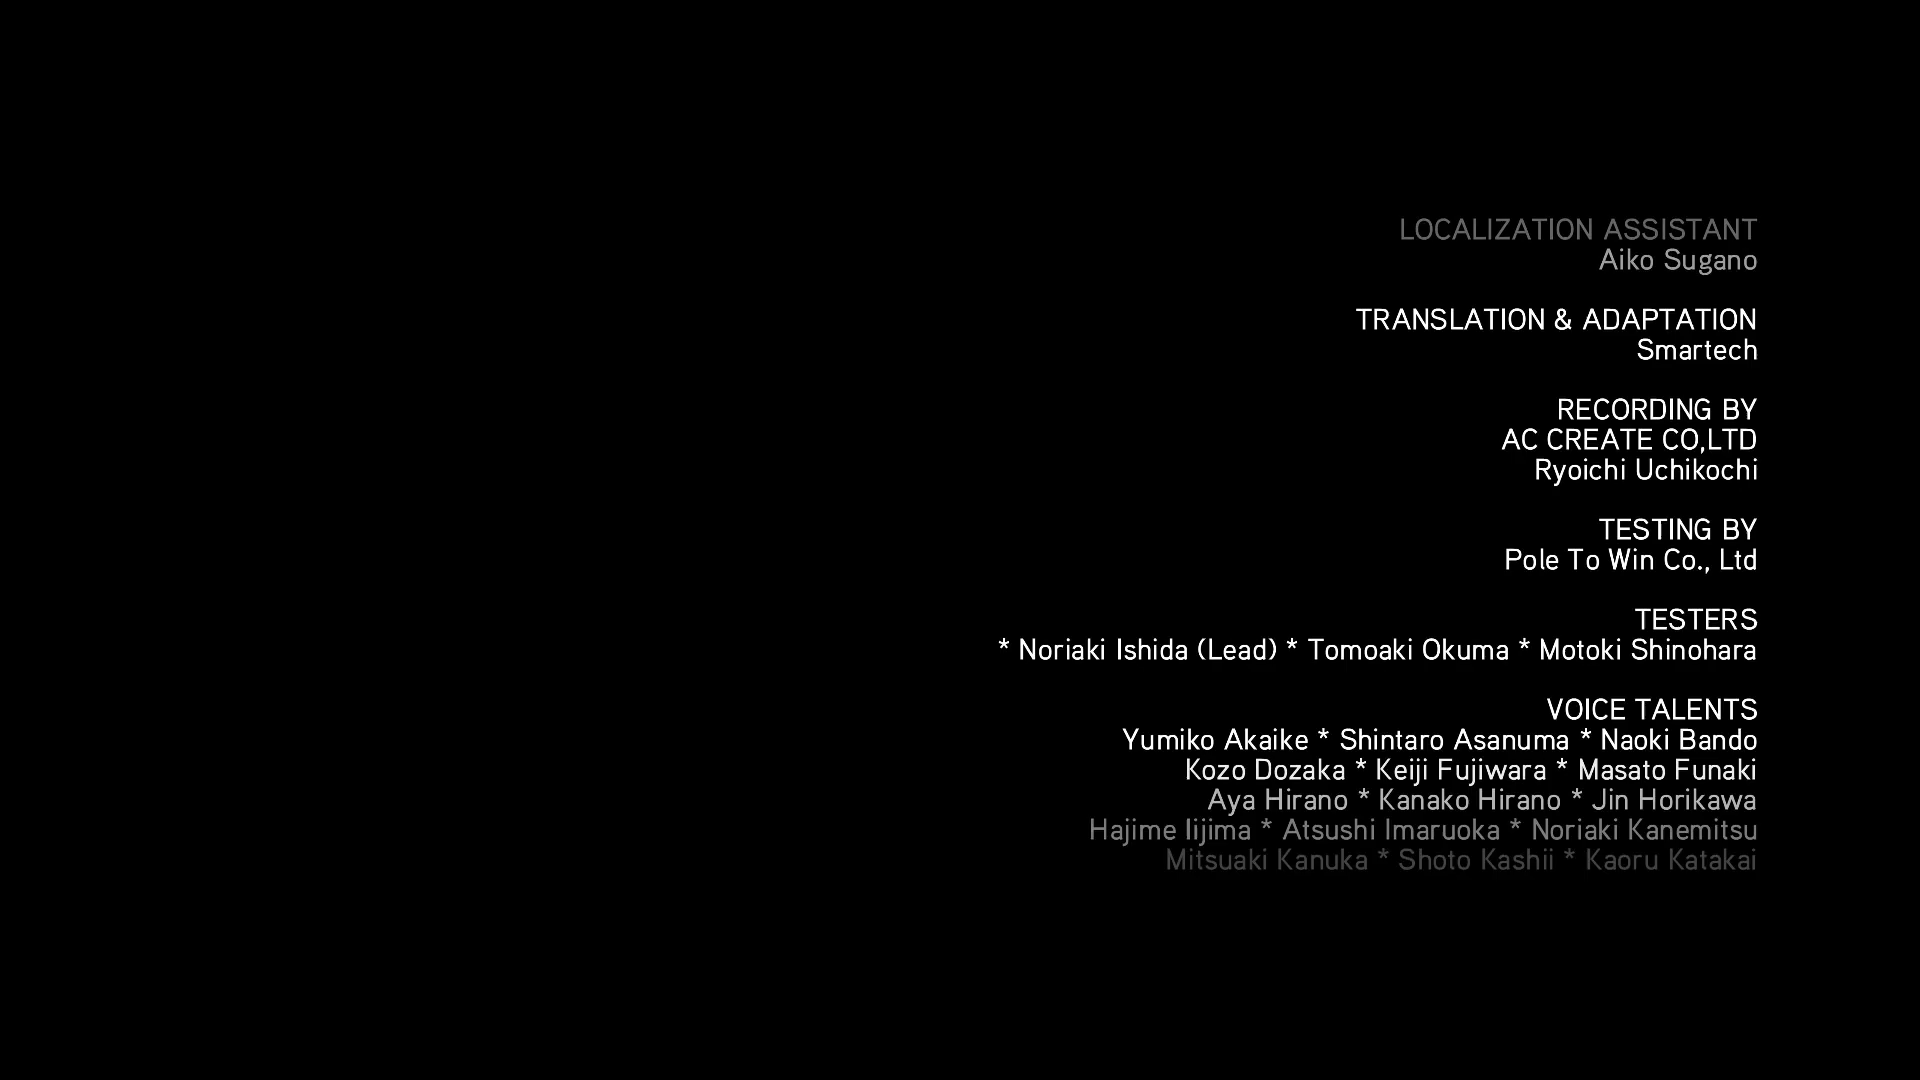 LOCALIZATION ASSISTANT
Aiko Sugano
TRANSLATION & ADAPTATION
Smartech
RECORDING BY
AC CREATE CO,LTD
Ryoichi Uchikochi
TESTING BY
Pole To Win Co., Ltd
TESTERS
* Noriaki Ishida (Lead) * Tomoaki Okuma * Motoki Shinohara
VOICE TALENTS
Yumiko Akaike * Shintaro Asanuma * Naoki Bando
Kozo Dozaka * Keiji Fujiwara * Masato Funaki
Aya Hirano * Kanako Hirano * Jin Horikawa
Hajime Iijima * Atsushi Imaruoka * Noriaki Kanemitsu
Mitsuaki Kanuka * Shoto Kashii * Kaoru Katakai